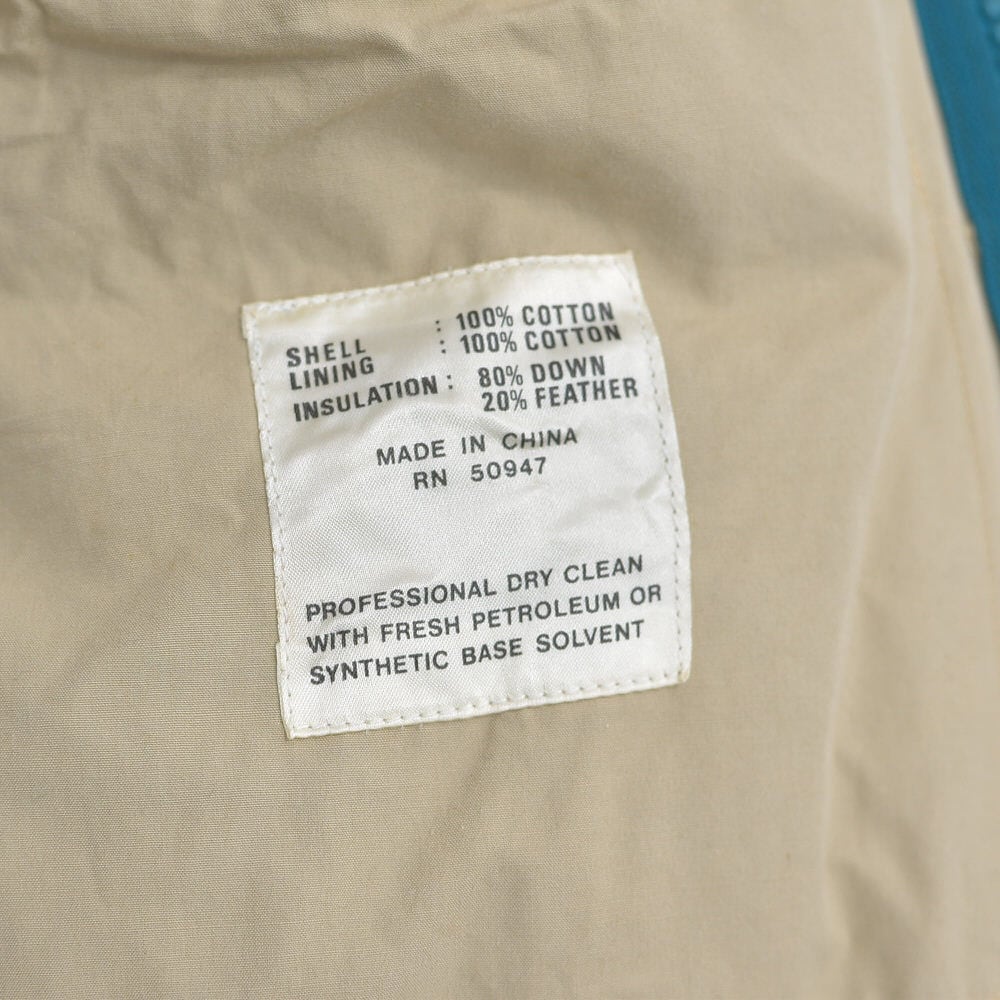 SHELL : 100% COTTON
LINING : 100% COTTON
INSULATION : 80% DOWN
20% FEATHER
MADE IN CHINA
RN 50947
PROFESSIONAL DRY CLEAN
WITH FRESH PETROLEUM OR
SYNTHETIC BASE SOLVENT